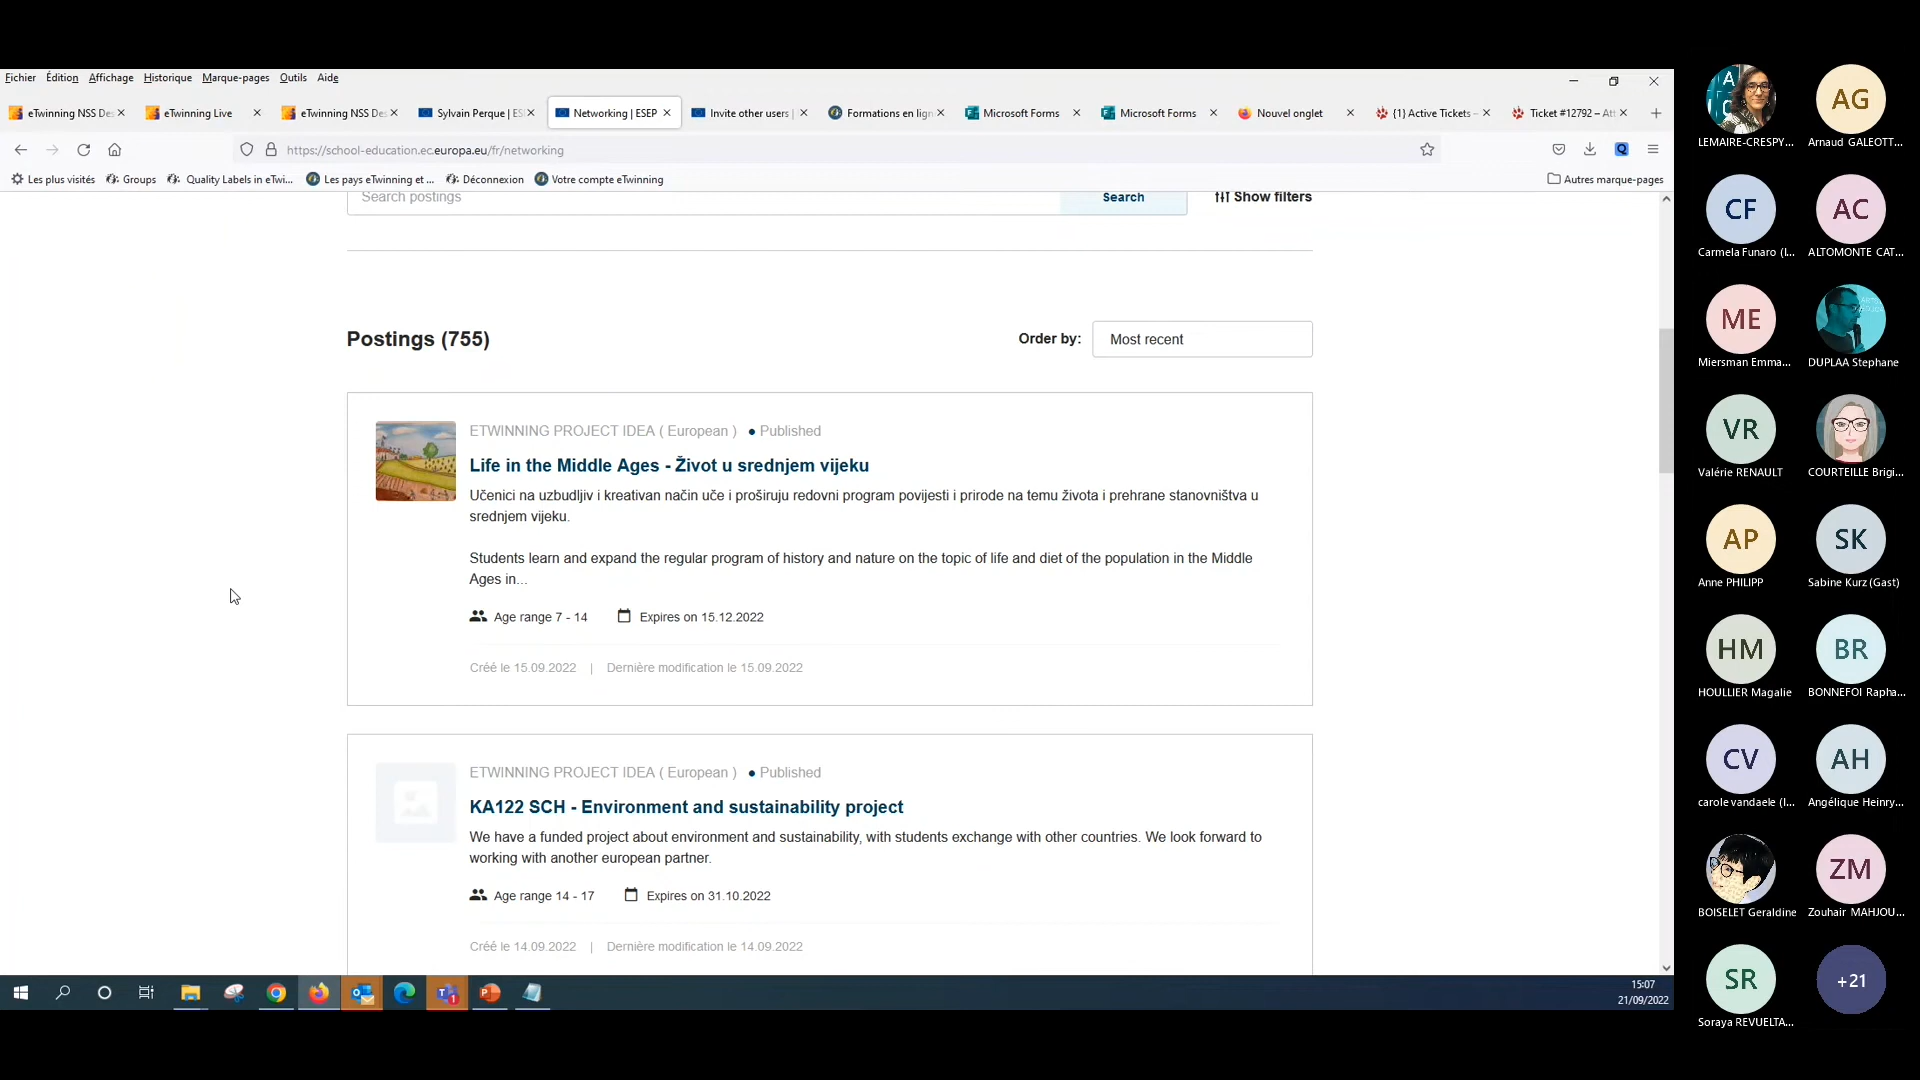 Fichier Édition Affichage Historique Marque-pages Outils Aide
eTwinning NSS De
eTwinning Live
eTwinning NSS Des
Sylvain Perque | ES
Networking | ESEP
Invite other users |
Formations en lign
Microsoft Forms
Microsoft Forms
Nouvel onglet
{1} Active Tickets –
Ticket #12792 – Att
https://school-education.ec.europa.eu/fr/networking
Les plus visités
Groups
Quality Labels in eTwi...
Les pays eTwinning et ...
Déconnexion
Votre compte eTwinning
Autres marque-pages
Search postings
Search
Show filters
Postings (755)
Order by:
Most recent
ETWINNING PROJECT IDEA ( European ) ● Published
Life in the Middle Ages - Život u srednjem vijeku
Učenici na uzbudljiv i kreativan način uče i proširuju redovni program povijesti i prirode na temu života i prehrane stanovništva u
srednjem vijeku.
Students learn and expand the regular program of history and nature on the topic of life and diet of the population in the Middle
Ages in...
Age range 7 - 14
Expires on 15.12.2022
Créé le 15.09.2022 | Dernière modification le 15.09.2022
ETWINNING PROJECT IDEA ( European ) ● Published
KA122 SCH - Environment and sustainability project
We have a funded project about environment and sustainability, with students exchange with other countries. We look forward to
working with another european partner.
Age range 14 - 17
Expires on 31.10.2022
Créé le 14.09.2022 | Dernière modification le 14.09.2022
15:07
21/09/2022
LEMAIRE-CRESPY...
AG
Arnaud GALEOTT...
CF
Carmela Funaro (I...
AC
ALTOMONTE CAT...
ME
Miersman Emma...
DUPLAA Stephane
VR
Valérie RENAULT
COURTEILLE Brigi...
AP
Anne PHILIPP
SK
Sabine Kurz (Gast)
HM
HOULLIER Magalie
BR
BONNEFOI Rapha...
CV
carole vandaele (I...
AH
Angélique Heinry...
BOISELET Geraldine
ZM
Zouhair MAHJOU...
SR
Soraya REVUELTA...
+21